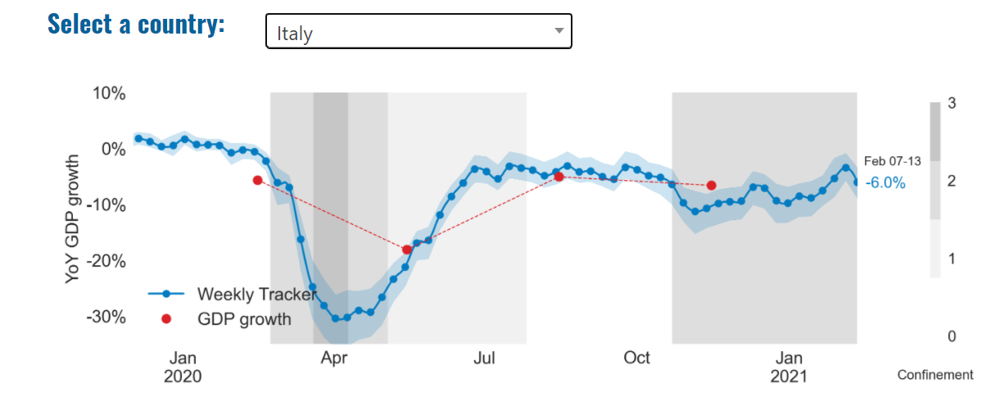 Select a country:
Italy
10%
0%
-10%
-20%
-30%
YoY GDP growth
Weekly Tracker
GDP growth
Jan
2020
Apr
Jul
Oct
Jan
2021
Feb 07-13
-6.0%
3
2
1
0
Confinement